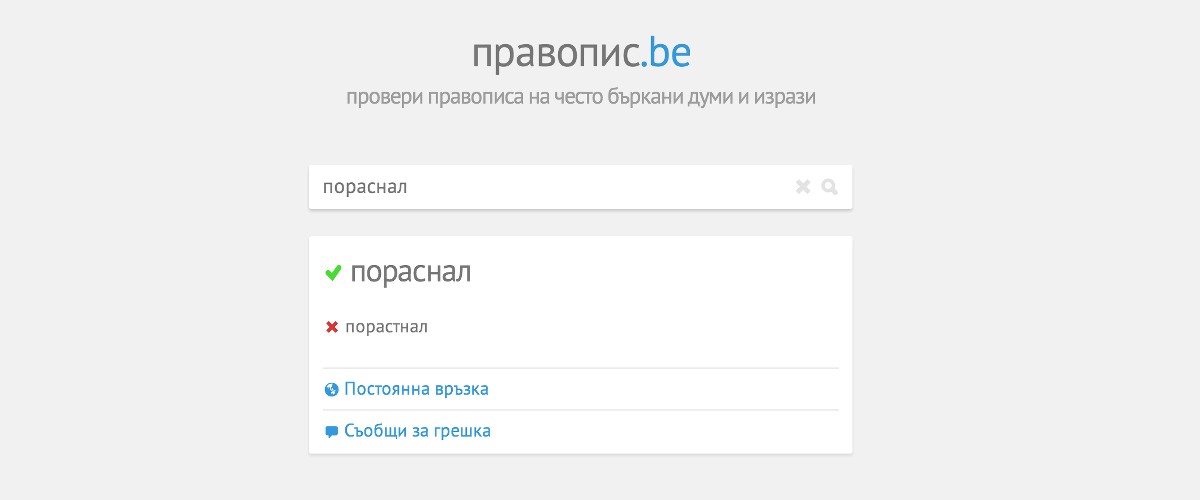 правопис.be
провери правописа на често бъркани думи и изрази
пораснал
пораснал
порастнал
Постоянна връзка
Съобщи за грешка